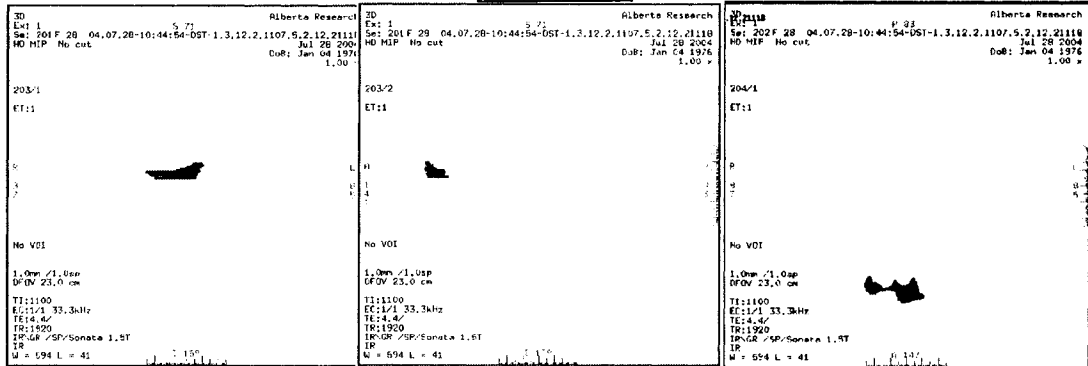 3D
Alberta Research
Ex: 1
S 71
Se: 201F 28 04.07.28-10:44:54-DST-1.3.12.2.1107.5.2.12.21118
HD MIP No cut
Jul 28 2004
DoB: Jan 04 1976
1.00 x
203/1
ET:1
R
L
No VOI
1.0mm /1.0sp
DFOV 23.0 cm
TI:1100
EC:1/1 33.3kHz
TE:4.4/
TR:1920
IR\GR /SP/Sonata 1.5T
IR
W = 694 L = 41
3D
Alberta Research
Ex: 1
S 71
Se: 201F 29 04.07.28-10:44:54-DST-1.3.12.2.1107.5.2.12.21118
HD MIP No cut
Jul 28 2004
DoB: Jan 04 1976
1.00 x
203/2
ET:1
No VOI
1.0mm /1.0sp
DFOV 23.0 cm
TI:1100
EC:1/1 33.3kHz
TE:4.4/
TR:1920
IR\GR /SP/Sonata 1.5T
IR
W = 694 L = 41
3D
Alberta Research
Ex: 1
Se: 202F 28 04.07.28-10:44:54-DST-1.3.12.2.1107.5.2.12.21118
HD MIP No cut
Jul 28 2004
DoB: Jan 04 1976
1.00 x
204/1
ET:1
R
No VOI
1.0mm /1.0sp
DFOV 23.0 cm
TI:1100
EC:1/1 33.3kHz
TE:4.4/
TR:1920
IR\GR /SP/Sonata 1.5T
IR
W = 694 L = 41